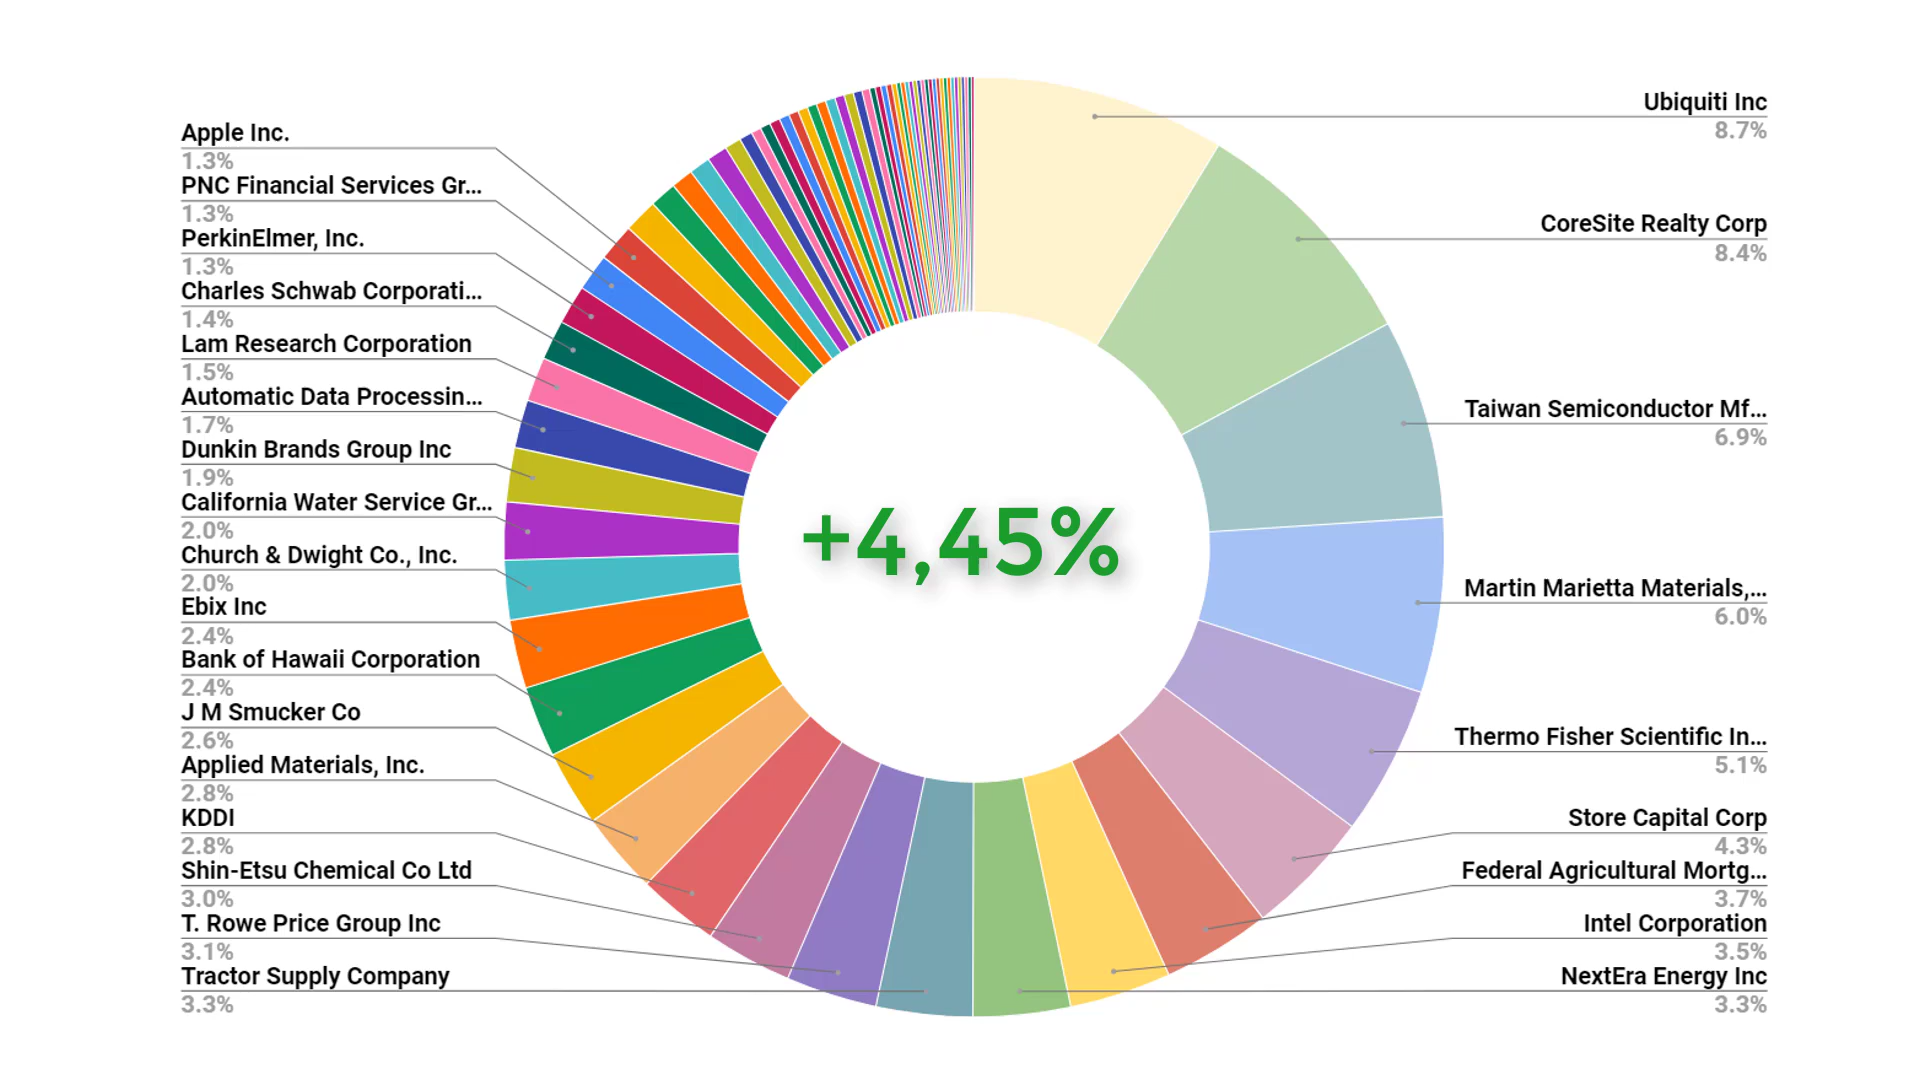 Apple Inc.
1.3%
PNC Financial Services Gr...
1.3%
PerkinElmer, Inc.
1.3%
Charles Schwab Corporati...
1.4%
Lam Research Corporation
1.5%
Automatic Data Processin...
1.7%
Dunkin Brands Group Inc
1.9%
California Water Service Gr...
2.0%
Church & Dwight Co., Inc.
2.0%
Ebix Inc
2.4%
Bank of Hawaii Corporation
2.4%
J M Smucker Co
2.6%
Applied Materials, Inc.
2.8%
KDDI
2.8%
Shin-Etsu Chemical Co Ltd
3.0%
T. Rowe Price Group Inc
3.1%
Tractor Supply Company
3.3%
+4,45%
Ubiquiti Inc
8.7%
CoreSite Realty Corp
8.4%
Taiwan Semiconductor Mf...
6.9%
Martin Marietta Materials,...
6.0%
Thermo Fisher Scientific In...
5.1%
Store Capital Corp
4.3%
Federal Agricultural Mortg...
3.7%
Intel Corporation
3.5%
NextEra Energy Inc
3.3%